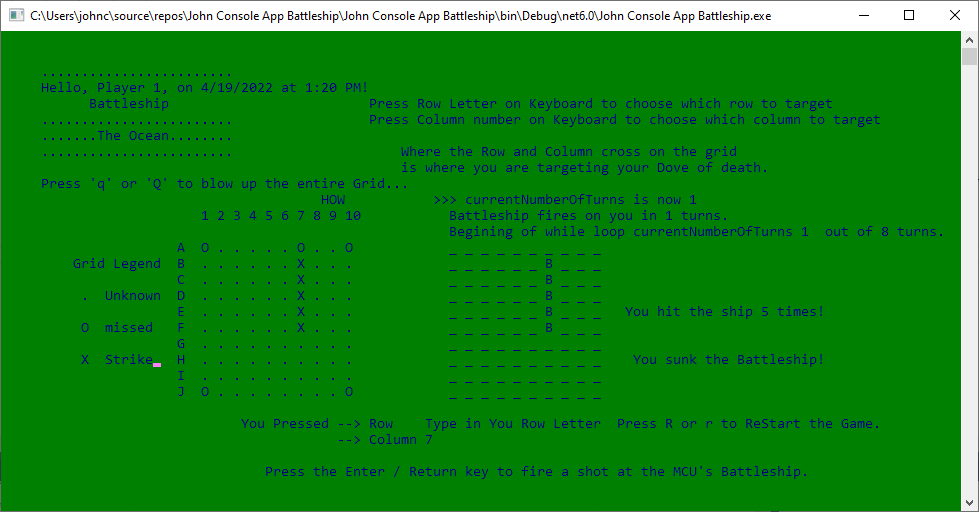 C:\Users\johnc\source\repos\John Console App Battleship\John Console App Battleship\bin\Debug\net6.0\John Console App Battleship.exe
........................
Hello, Player 1, on 4/19/2022 at 1:20 PM!
Battleship Press Row Letter on Keyboard to choose which row to target
........................ Press Column number on Keyboard to choose which column to target
.......The Ocean........
........................ Where the Row and Column cross on the grid
is where you are targeting your Dove of death.
Press 'q' or 'Q' to blow up the entire Grid...
HOW >>> currentNumberOfTurns is now 1
1 2 3 4 5 6 7 8 9 10 Battleship fires on you in 1 turns.
Begining of while loop currentNumberOfTurns 1  out of 8 turns.
A O . . . . . O . . O _ _ _ _ _ _ _ _ _ _
Grid Legend B . . . . . . X . . . _ _ _ _ _ _ B _ _ _
C . . . . . . X . . . _ _ _ _ _ _ B _ _ _
. Unknown D . . . . . . X . . . _ _ _ _ _ _ B _ _ _
E . . . . . . X . . . _ _ _ _ _ _ B _ _ _ You hit the ship 5 times!
O missed F . . . . . . X . . . _ _ _ _ _ _ B _ _ _
G . . . . . . . . . . _ _ _ _ _ _ _ _ _ _
X Strike_ H . . . . . . . . . . _ _ _ _ _ _ _ _ _ _ You sunk the Battleship!
I . . . . . . . . . . _ _ _ _ _ _ _ _ _ _
J O . . . . . . . . O _ _ _ _ _ _ _ _ _ _
You Pressed --> Row Type in You Row Letter Press R or r to ReStart the Game.
--> Column 7
Press the Enter / Return key to fire a shot at the MCU's Battleship.